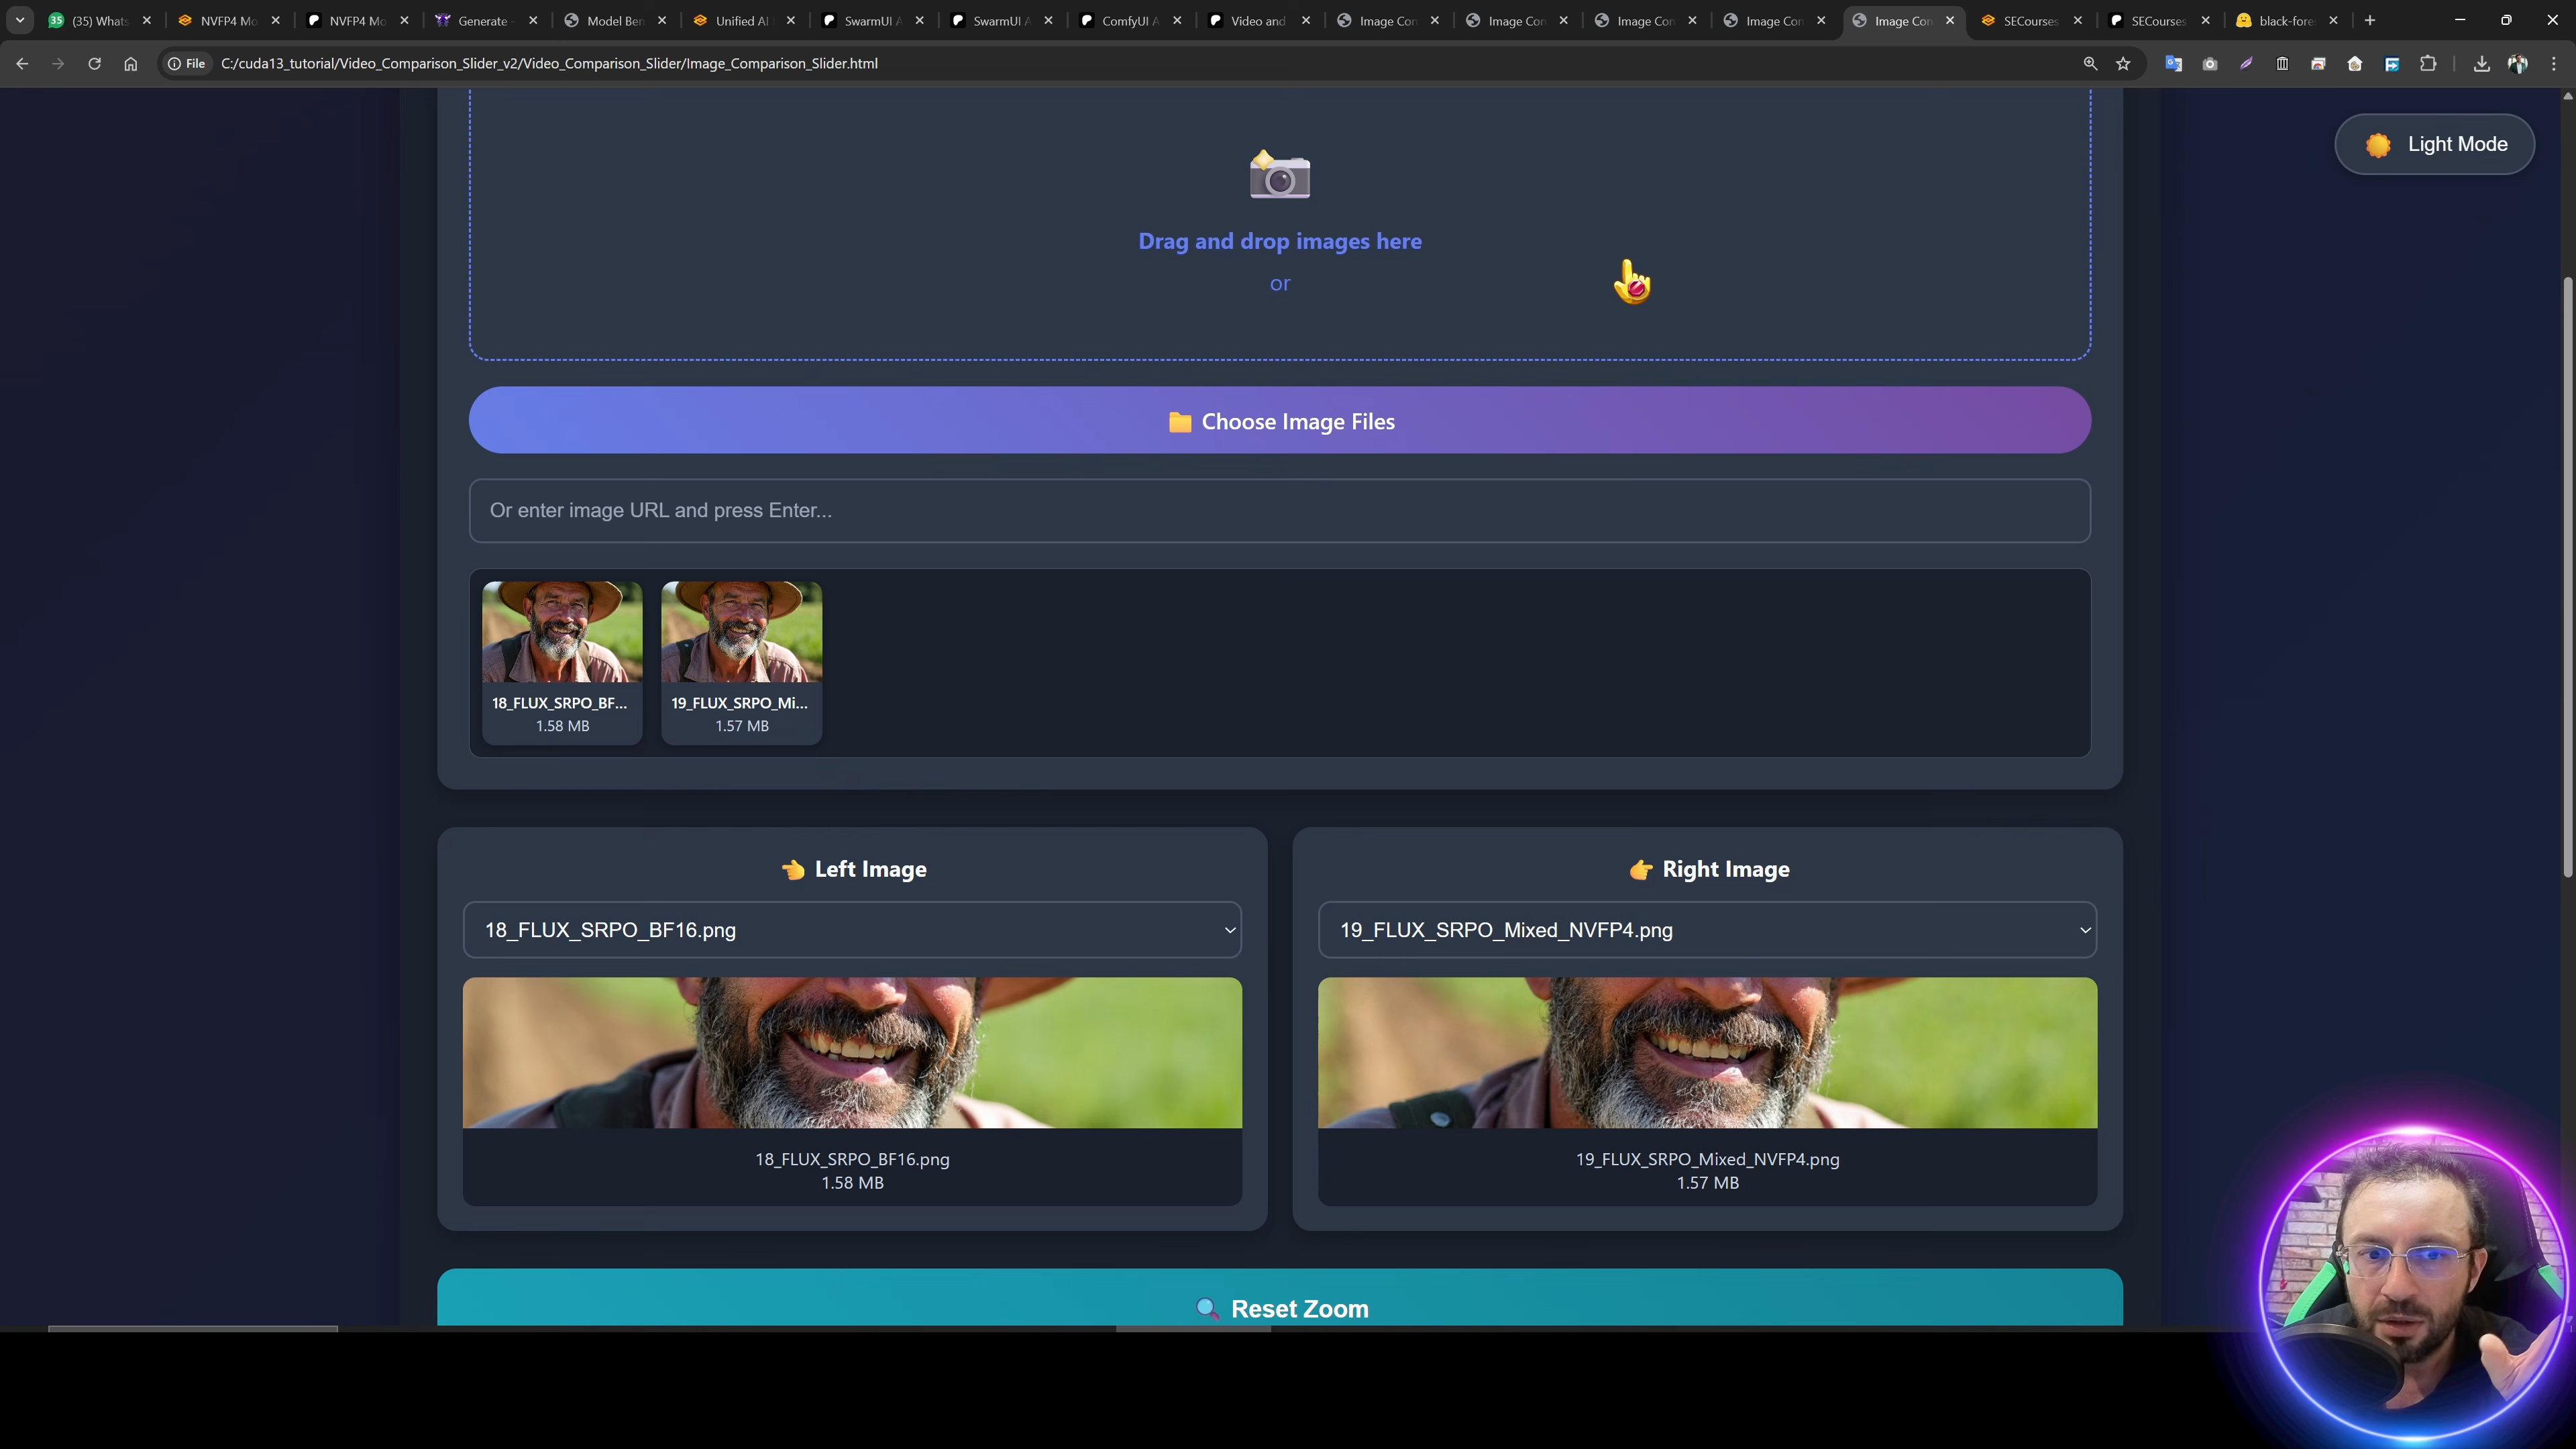 35
(35) Whats
NVFP4 Mo
NVFP4 Mo
Generate -
Model Ben
Unified AI
SwarmUI A
SwarmUI A
ComfyUI A
Video and
Image Con
Image Con
Image Con
Image Con
Image Con
SECourses
SECourses
black-fore
File
C:/cuda13_tutorial/Video_Comparison_Slider_v2/Video_Comparison_Slider/Image_Comparison_Slider.html
Light Mode
Drag and drop images here
or
Choose Image Files
Or enter image URL and press Enter...
18_FLUX_SRPO_BF...
1.58 MB
19_FLUX_SRPO_Mi...
1.57 MB
Left Image
18_FLUX_SRPO_BF16.png
18_FLUX_SRPO_BF16.png
1.58 MB
Right Image
19_FLUX_SRPO_Mixed_NVFP4.png
19_FLUX_SRPO_Mixed_NVFP4.png
1.57 MB
Reset Zoom